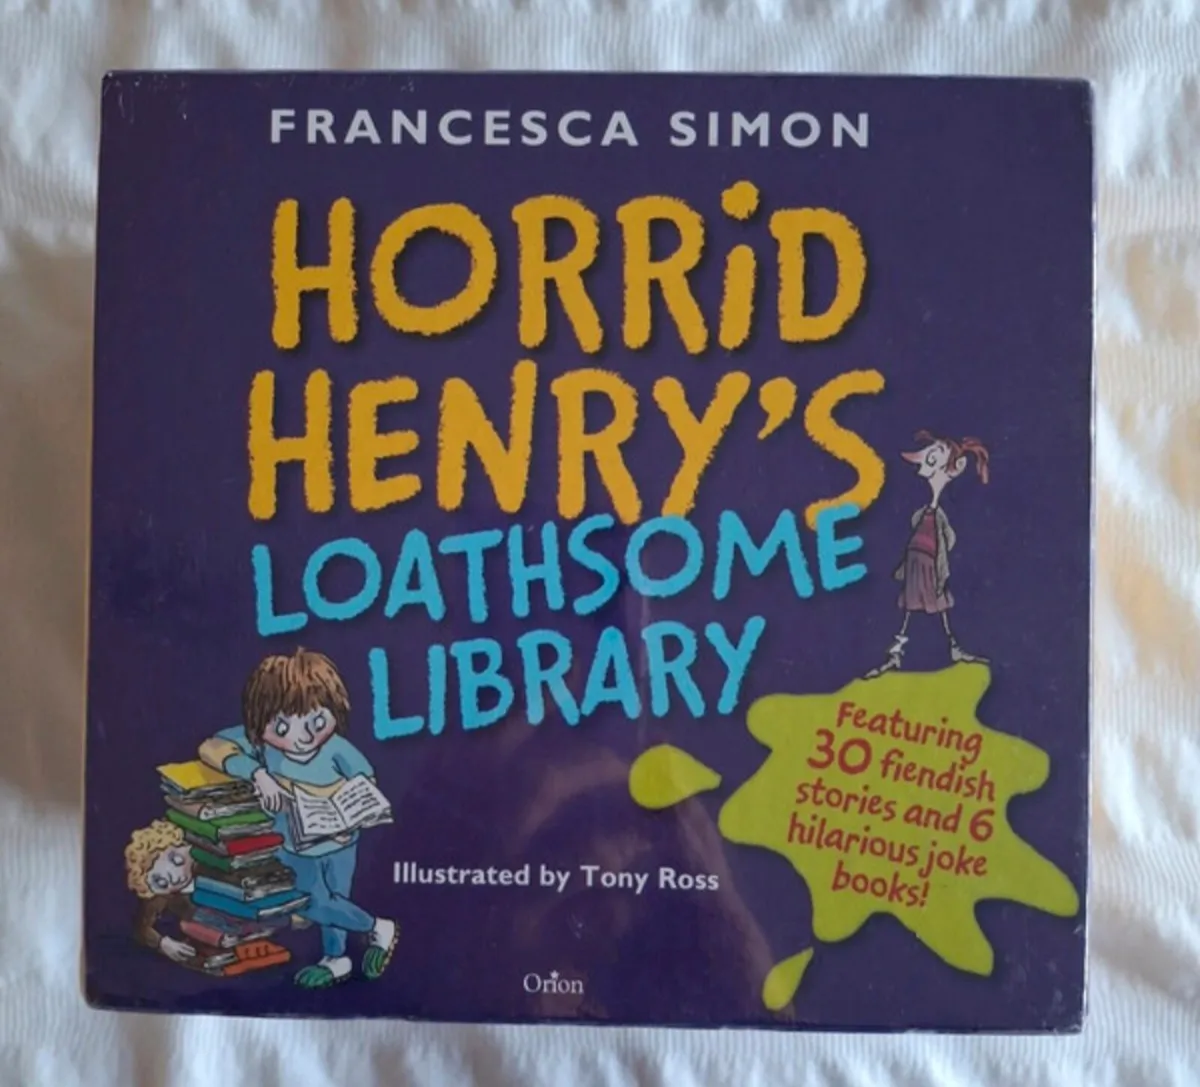 FRANCESCA SIMON
HORRiD
HENRY'S
LOATHSOME
LIBRARY
Featuring
30 fiendish
stories and 6
hilarious joke
books!
Illustrated by Tony Ross
Orion